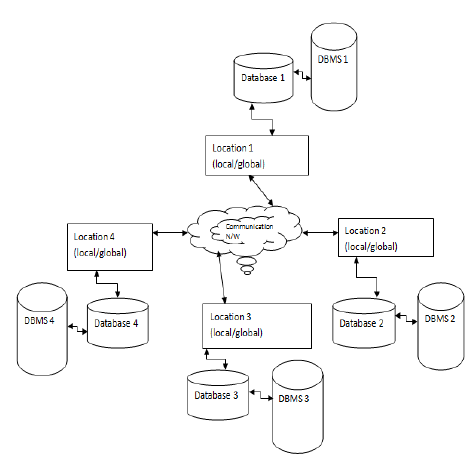 DBMS 1
Database 1
Location 1
(local/global)
Communication
N/W
Location 4
(local/global)
Location 2
(local/global)
DBMS 4
Database 4
Location 3
(local/global)
Database 2
DBMS 2
Database 3
DBMS 3